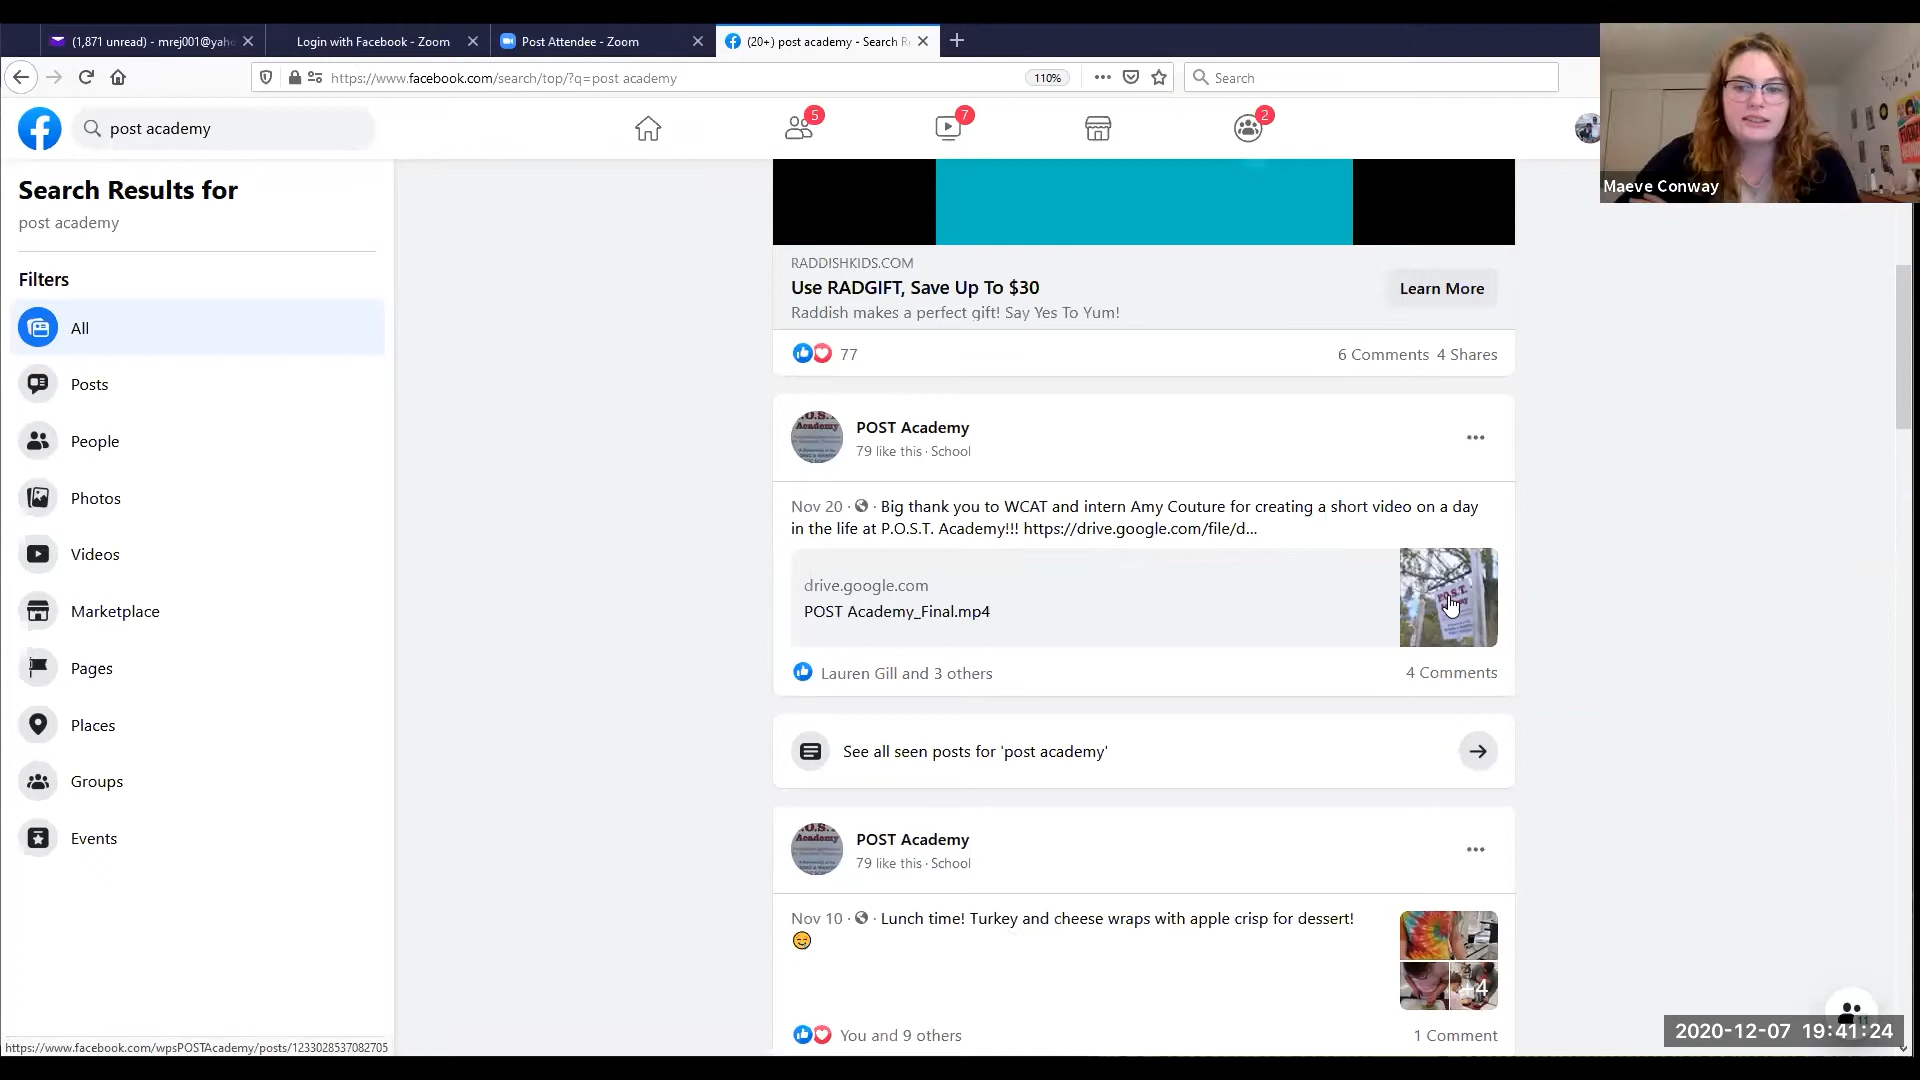 (1,871 unread) - mrej001@yaho
Login with Facebook - Zoom
Post Attendee - Zoom
(20+) post academy - Search R
https://www.facebook.com/search/top/?q=post academy
110%
Search
post academy
5
7
2
Maeve Conway
Search Results for
post academy
Filters
All
Posts
People
Photos
Videos
Marketplace
Pages
Places
Groups
Events
RADDISHKIDS.COM
Use RADGIFT, Save Up To $30
Raddish makes a perfect gift! Say Yes To Yum!
Learn More
77
6 Comments 4 Shares
POST Academy
79 like this · School
Nov 20 · Big thank you to WCAT and intern Amy Couture for creating a short video on a day
in the life at P.O.S.T. Academy!!! https://drive.google.com/file/d...
drive.google.com
POST Academy_Final.mp4
P.O.S.T.
Lauren Gill and 3 others
4 Comments
See all seen posts for 'post academy'
POST Academy
79 like this · School
Nov 10 · Lunch time! Turkey and cheese wraps with apple crisp for dessert!
+4
You and 9 others
1 Comment
https://www.facebook.com/wpsPOSTAcademy/posts/1233028537082705
2020-12-07 19:41:24